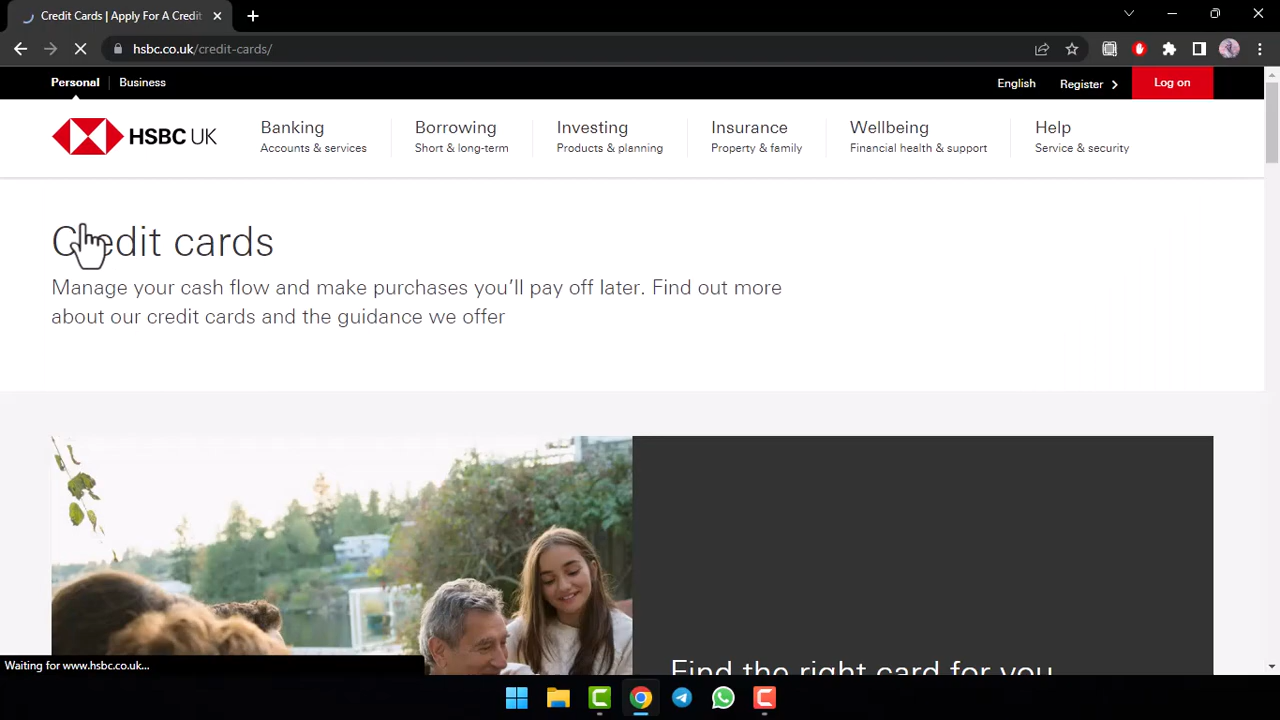 Credit Cards | Apply For A Credit
hsbc.co.uk/credit-cards/
Personal Business English Register Log on
HSBC UK
Banking
Accounts & services
Borrowing
Short & long-term
Investing
Products & planning
Insurance
Property & family
Wellbeing
Financial health & support
Help
Service & security
Credit cards
Manage your cash flow and make purchases you’ll pay off later. Find out more
about our credit cards and the guidance we offer
Find the right card for you
Waiting for www.hsbc.co.uk...